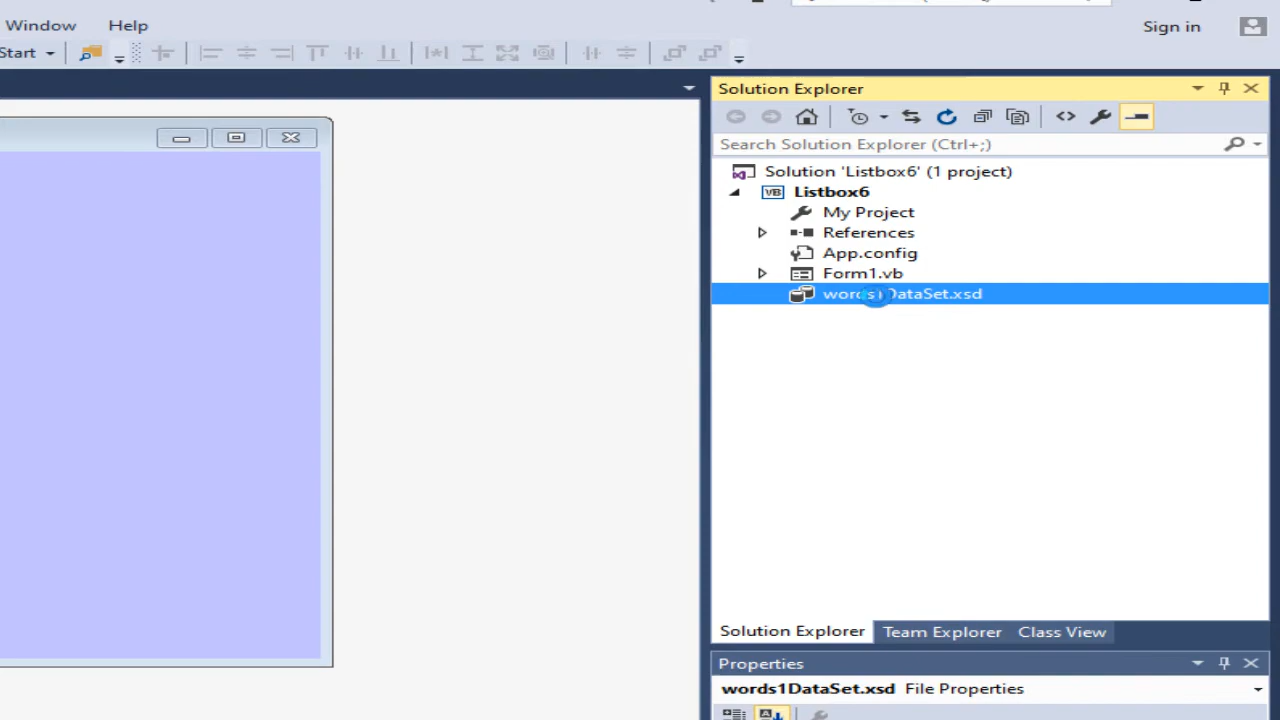 Window Help
Sign in
Start
Solution Explorer
Search Solution Explorer (Ctrl+;)
Solution 'Listbox6' (1 project)
VB Listbox6
My Project
References
App.config
Form1.vb
words1DataSet.xsd
Solution Explorer Team Explorer Class View
Properties
words1DataSet.xsd File Properties